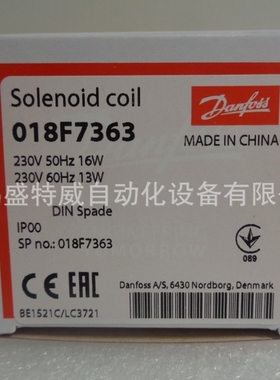 Solenoid coil
Danfoss
018F7363
MADE IN CHINA
230V 50Hz 16W
230V 60Hz 13W
盛特威自动化设备有限
DIN Spade
IP00
SP no.: 018F7363
089
CE EAC
Danfoss A/S, 6430 Nordborg, Denmark
BE1521C/LC3721